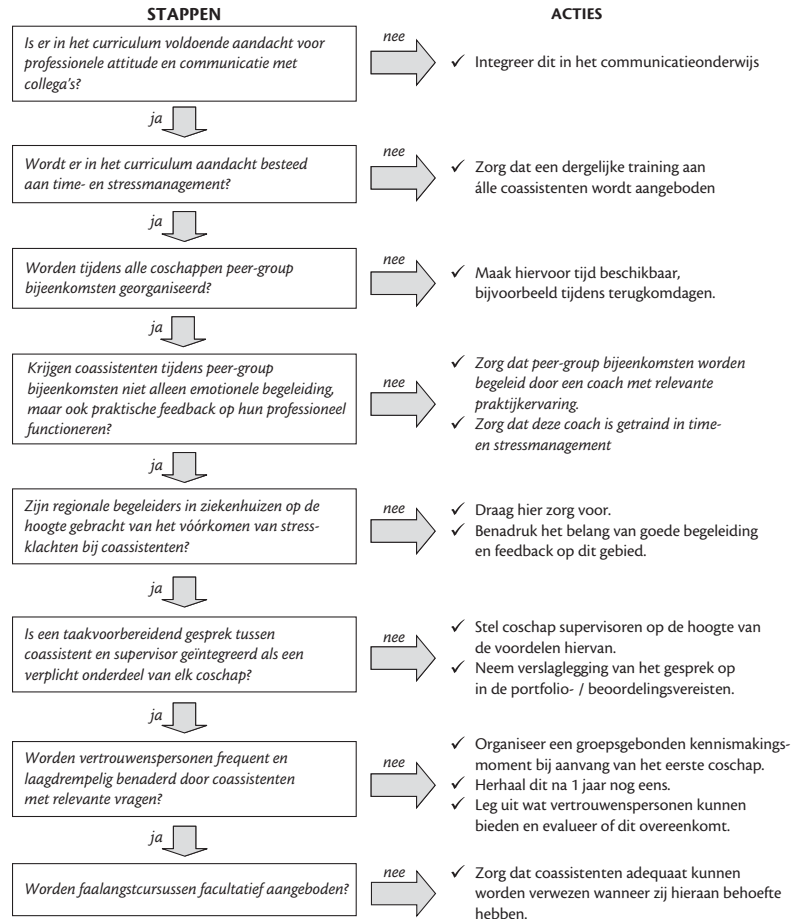 STAPPEN
ACTIES
Is er in het curriculum voldoende aandacht voor
professionele attitude en communicatie met
collega's?
nee
✓ Integreer dit in het communicatieonderwijs
ja
Wordt er in het curriculum aandacht besteed
aan time- en stressmanagement?
nee
✓ Zorg dat een dergelijke training aan
álle coassistenten wordt aangeboden
ja
Worden tijdens alle coschappen peer-group
bijeenkomsten georganiseerd?
nee
✓ Maak hiervoor tijd beschikbaar,
bijvoorbeeld tijdens terugkomdagen.
ja
Krijgen coassistenten tijdens peer-group
bijeenkomsten niet alleen emotionele begeleiding,
maar ook praktische feedback op hun professioneel
functioneren?
nee
✓ Zorg dat peer-group bijeenkomsten worden
begeleid door een coach met relevante
praktijkervaring.
✓ Zorg dat deze coach is getraind in time-
en stressmanagement
ja
Zijn regionale begeleiders in ziekenhuizen op de
hoogte gebracht van het vóórkomen van stress-
klachten bij coassistenten?
nee
✓ Draag hier zorg voor.
✓ Benadruk het belang van goede begeleiding
en feedback op dit gebied.
ja
Is een taakvoorbereidend gesprek tussen
coassistent en supervisor geïntegreerd als een
verplicht onderdeel van elk coschap?
nee
✓ Stel coschap supervisoren op de hoogte van
de voordelen hiervan.
✓ Neem verslaglegging van het gesprek op
in de portfolio- / beoordelingsvereisten.
ja
Worden vertrouwenspersonen frequent en
laagdrempelig benaderd door coassistenten
met relevante vragen?
nee
✓ Organiseer een groepsgebonden kennismakings-
moment bij aanvang van het eerste coschap.
✓ Herhaal dit na 1 jaar nog eens.
✓ Leg uit wat vertrouwenspersonen kunnen
bieden en evalueer of dit overeenkomt.
ja
Worden faalangstcursussen facultatief aangeboden?
nee
✓ Zorg dat coassistenten adequaat kunnen
worden verwezen wanneer zij hieraan behoefte
hebben.